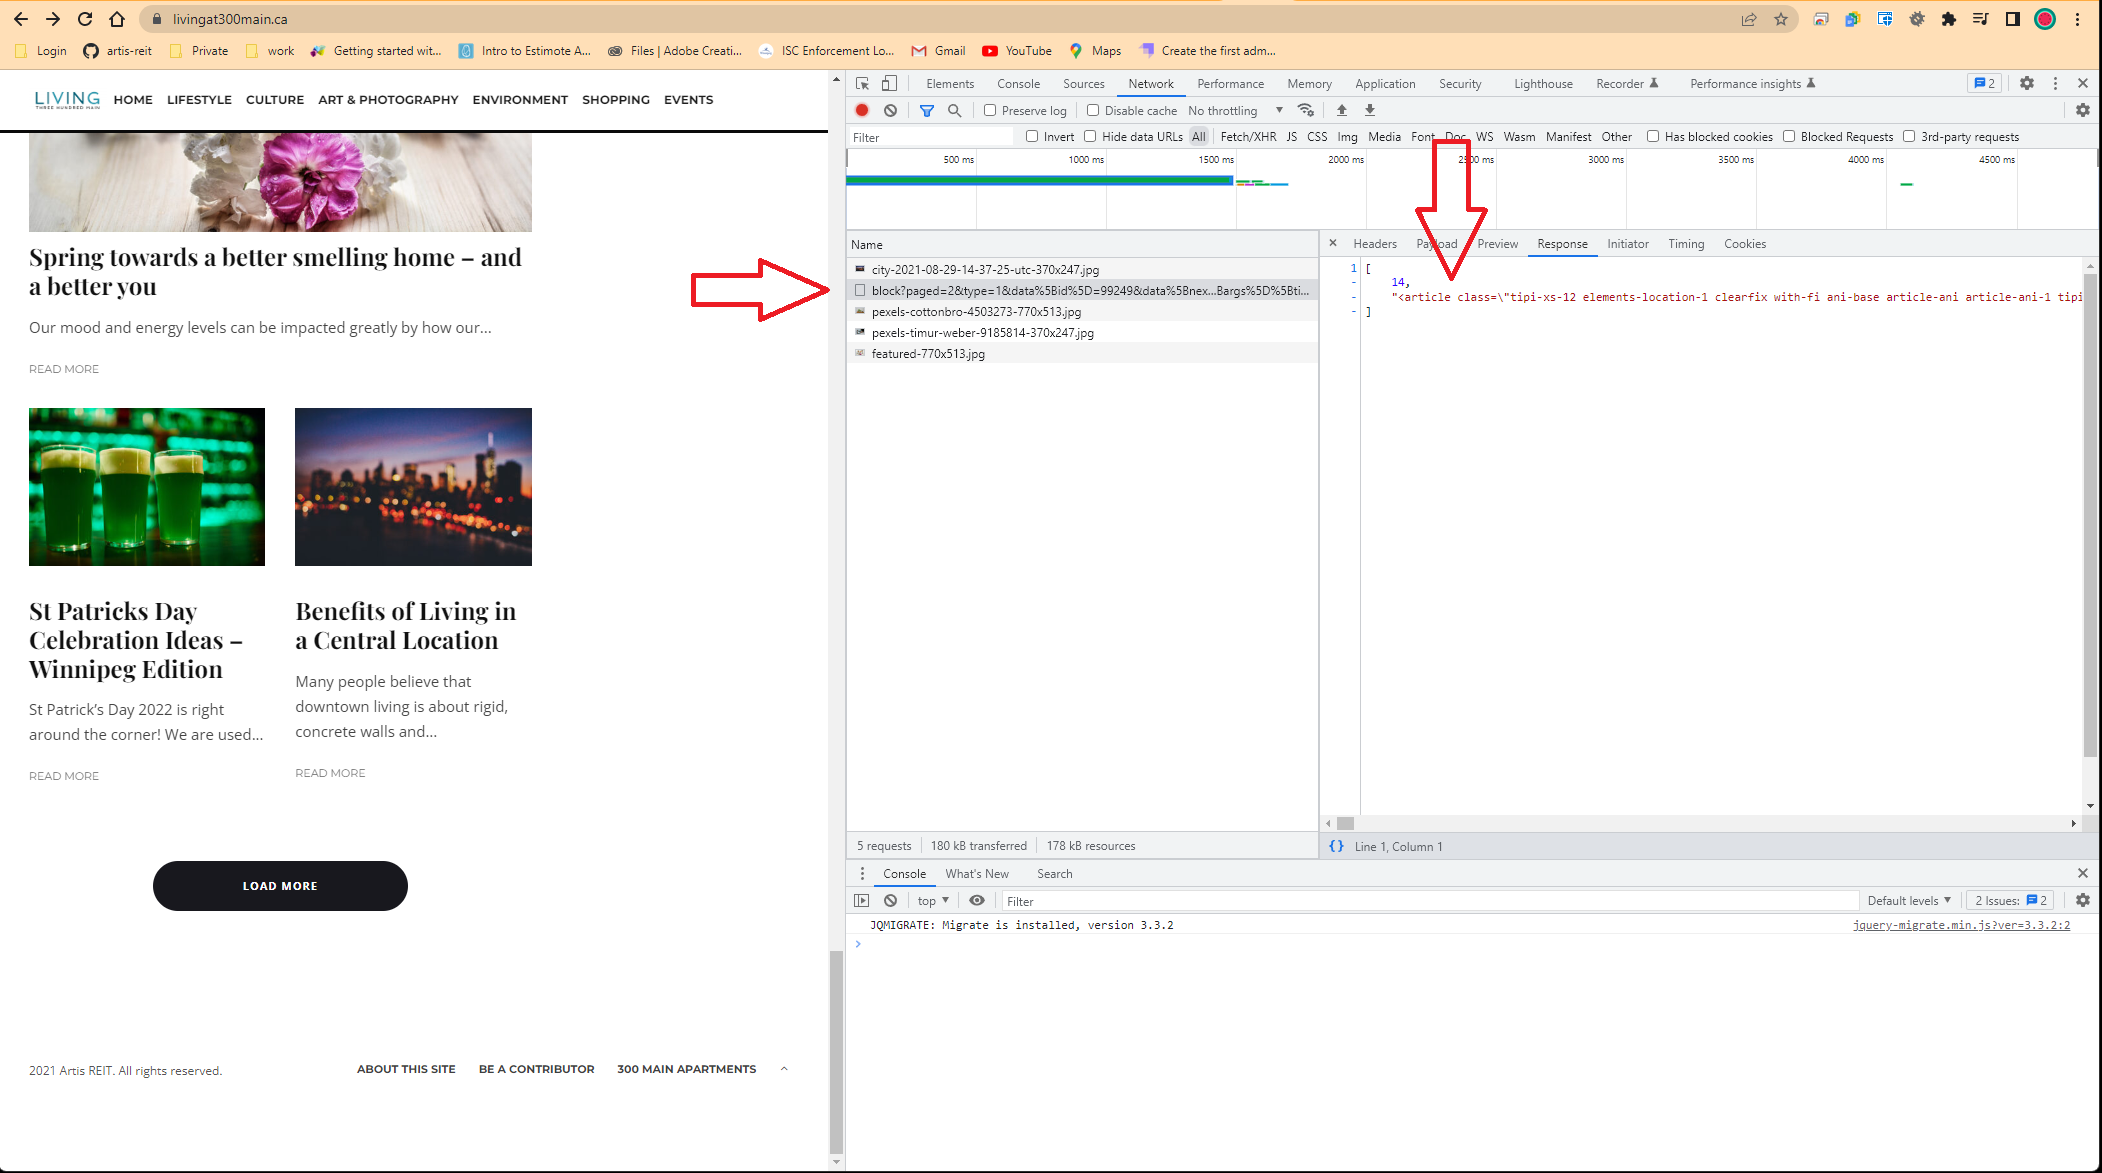 livingat300main.ca
Login artis-reit Private work Getting started wit... Intro to Estimote A... Files | Adobe Creati... ISC Enforcement Lo... Gmail YouTube Maps Create the first adm...
LIVING
THREE HUNDRED MAIN
HOME LIFESTYLE CULTURE ART & PHOTOGRAPHY ENVIRONMENT SHOPPING EVENTS
Spring towards a better smelling home – and
a better you
Our mood and energy levels can be impacted greatly by how our...
READ MORE
St Patricks Day
Celebration Ideas –
Winnipeg Edition
St Patrick's Day 2022 is right
around the corner! We are used...
READ MORE
Benefits of Living in
a Central Location
Many people believe that
downtown living is about rigid,
concrete walls and...
READ MORE
LOAD MORE
2021 Artis REIT. All rights reserved.
ABOUT THIS SITE BE A CONTRIBUTOR 300 MAIN APARTMENTS
Elements Console Sources Network Performance Memory Application Security Lighthouse Recorder Performance insights 2
Preserve log Disable cache No throttling
Filter Invert Hide data URLs All Fetch/XHR JS CSS Img Media Font Doc WS Wasm Manifest Other Has blocked cookies Blocked Requests 3rd-party requests
500 ms 1000 ms 1500 ms 2000 ms 2500 ms 3000 ms 3500 ms 4000 ms 4500 ms
Name
city-2021-08-29-14-37-25-utc-370x247.jpg
block?paged=2&type=1&data%5Bid%5D=99249&data%5Bnex...Bargs%5D%5Bti...
pexels-cottonbro-4503273-770x513.jpg
pexels-timur-weber-9185814-370x247.jpg
featured-770x513.jpg
5 requests 180 kB transferred 178 kB resources
Headers Payload Preview Response Initiator Timing Cookies
1 [
- 14,
- "<article class=\"tipi-xs-12 elements-location-1 clearfix with-fi ani-base article-ani article-ani-1 tipi
- ]
{} Line 1, Column 1
Console What's New Search
top Filter Default levels 2 Issues: 2
JQMIGRATE: Migrate is installed, version 3.3.2 jquery-migrate.min.js?ver=3.3.2:2